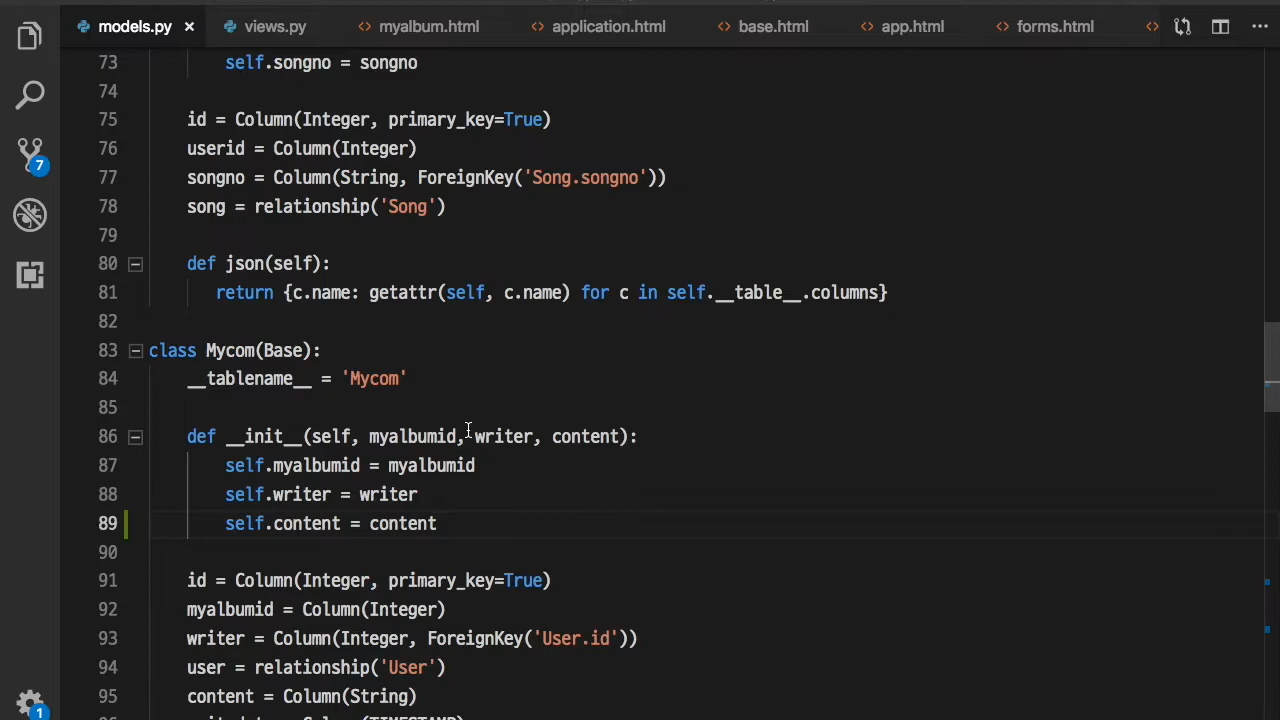 models.py × views.py <> myalbum.html <> application.html <> base.html <> app.html <> forms.html <>
73 self.songno = songno
74
75 id = Column(Integer, primary_key=True)
76 userid = Column(Integer)
77 songno = Column(String, ForeignKey('Song.songno'))
78 song = relationship('Song')
79
80 def json(self):
81 return {c.name: getattr(self, c.name) for c in self.__table__.columns}
82
83 class Mycom(Base):
84 __tablename__ = 'Mycom'
85
86 def __init__(self, myalbumid, writer, content):
87 self.myalbumid = myalbumid
88 self.writer = writer
89 self.content = content
90
91 id = Column(Integer, primary_key=True)
92 myalbumid = Column(Integer)
93 writer = Column(Integer, ForeignKey('User.id'))
94 user = relationship('User')
95 content = Column(String)
7
1